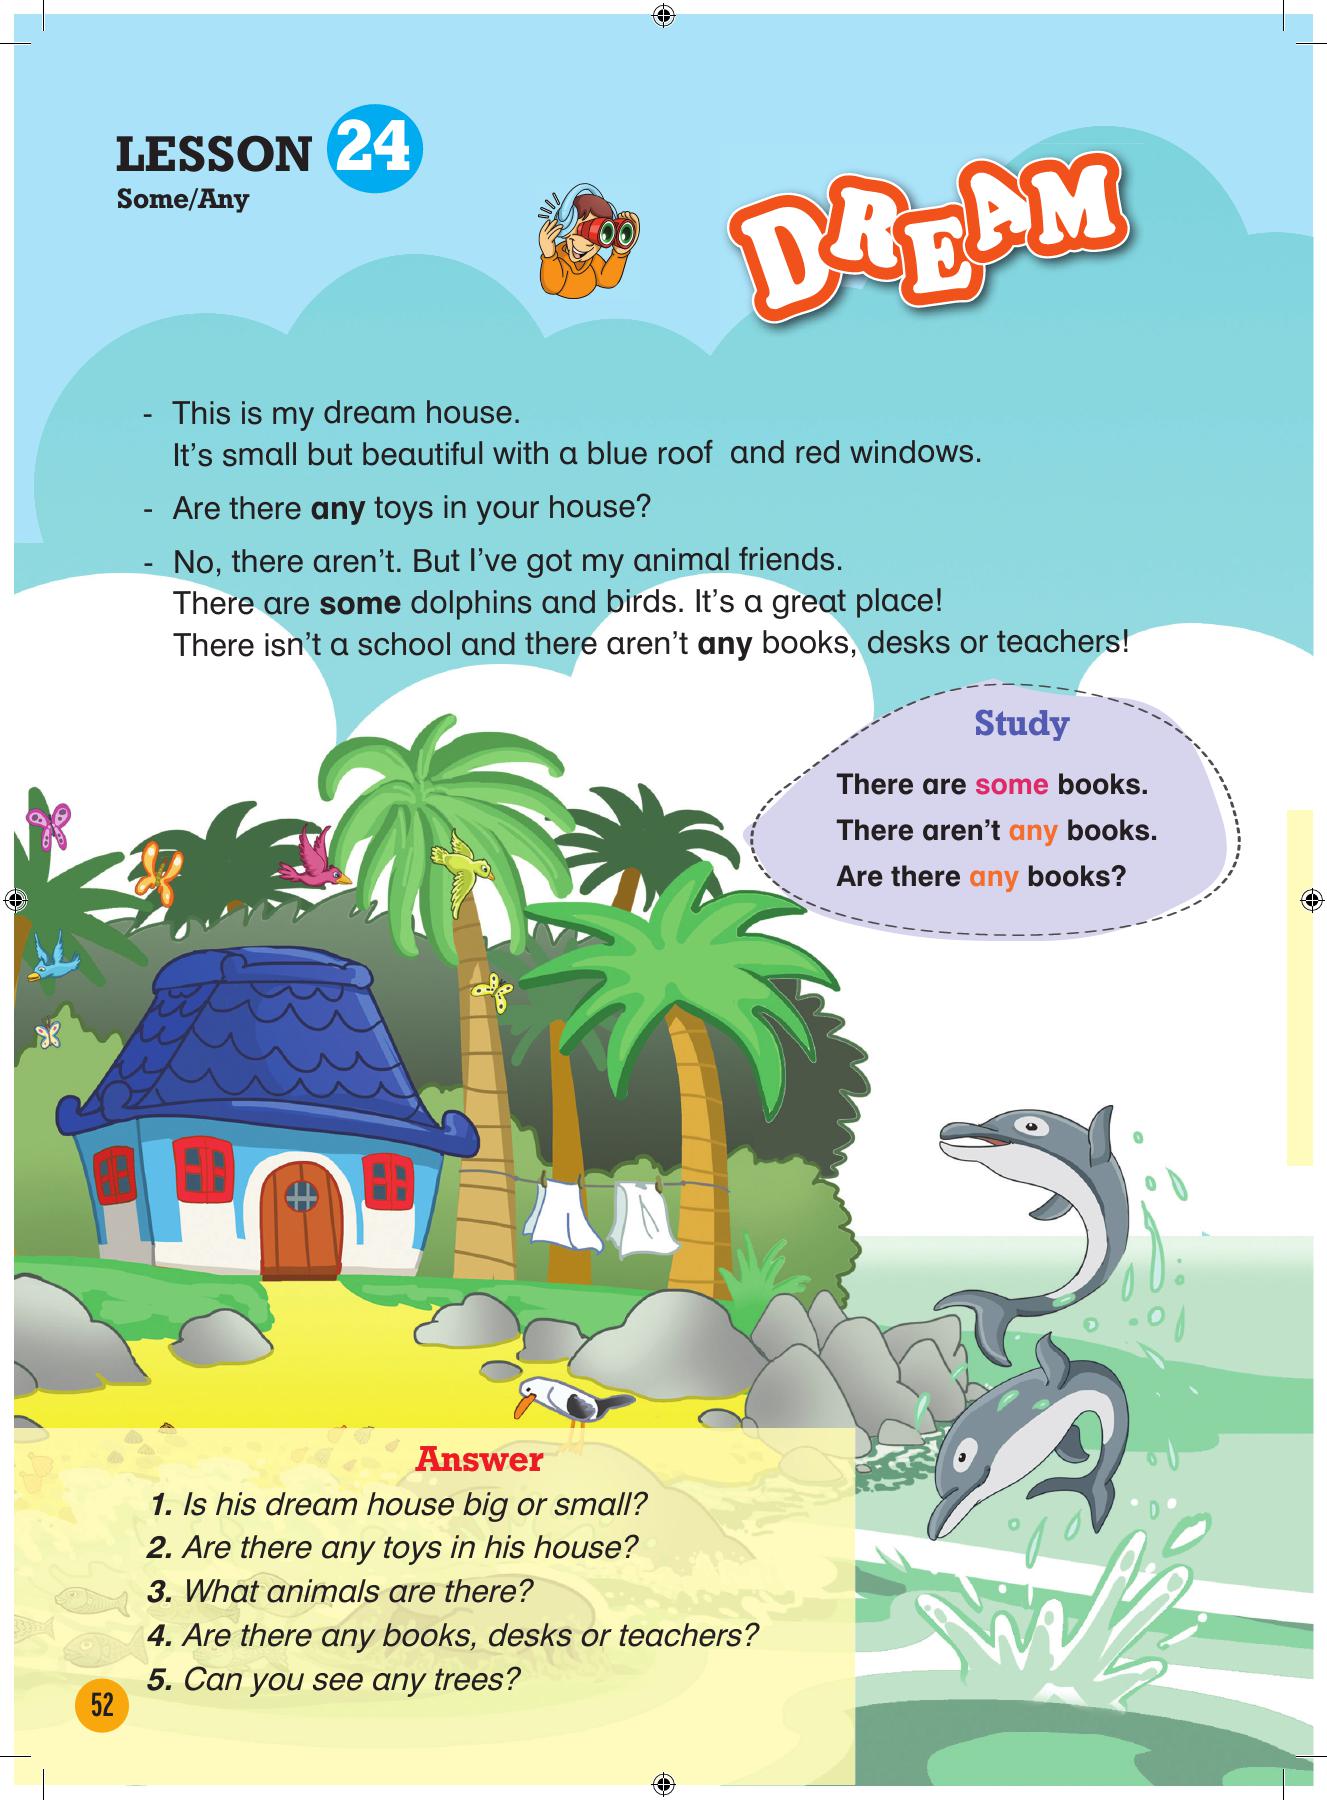 LESSON 24
Some/Any
DREAM
- This is my dream house.
It's small but beautiful with a blue roof and red windows.
- Are there any toys in your house?
- No, there aren't. But I've got my animal friends.
There are some dolphins and birds. It's a great place!
There isn't a school and there aren't any books, desks or teachers!
Study
There are some books.
There aren't any books.
Are there any books?
Answer
1. Is his dream house big or small?
2. Are there any toys in his house?
3. What animals are there?
4. Are there any books, desks or teachers?
5. Can you see any trees?
52